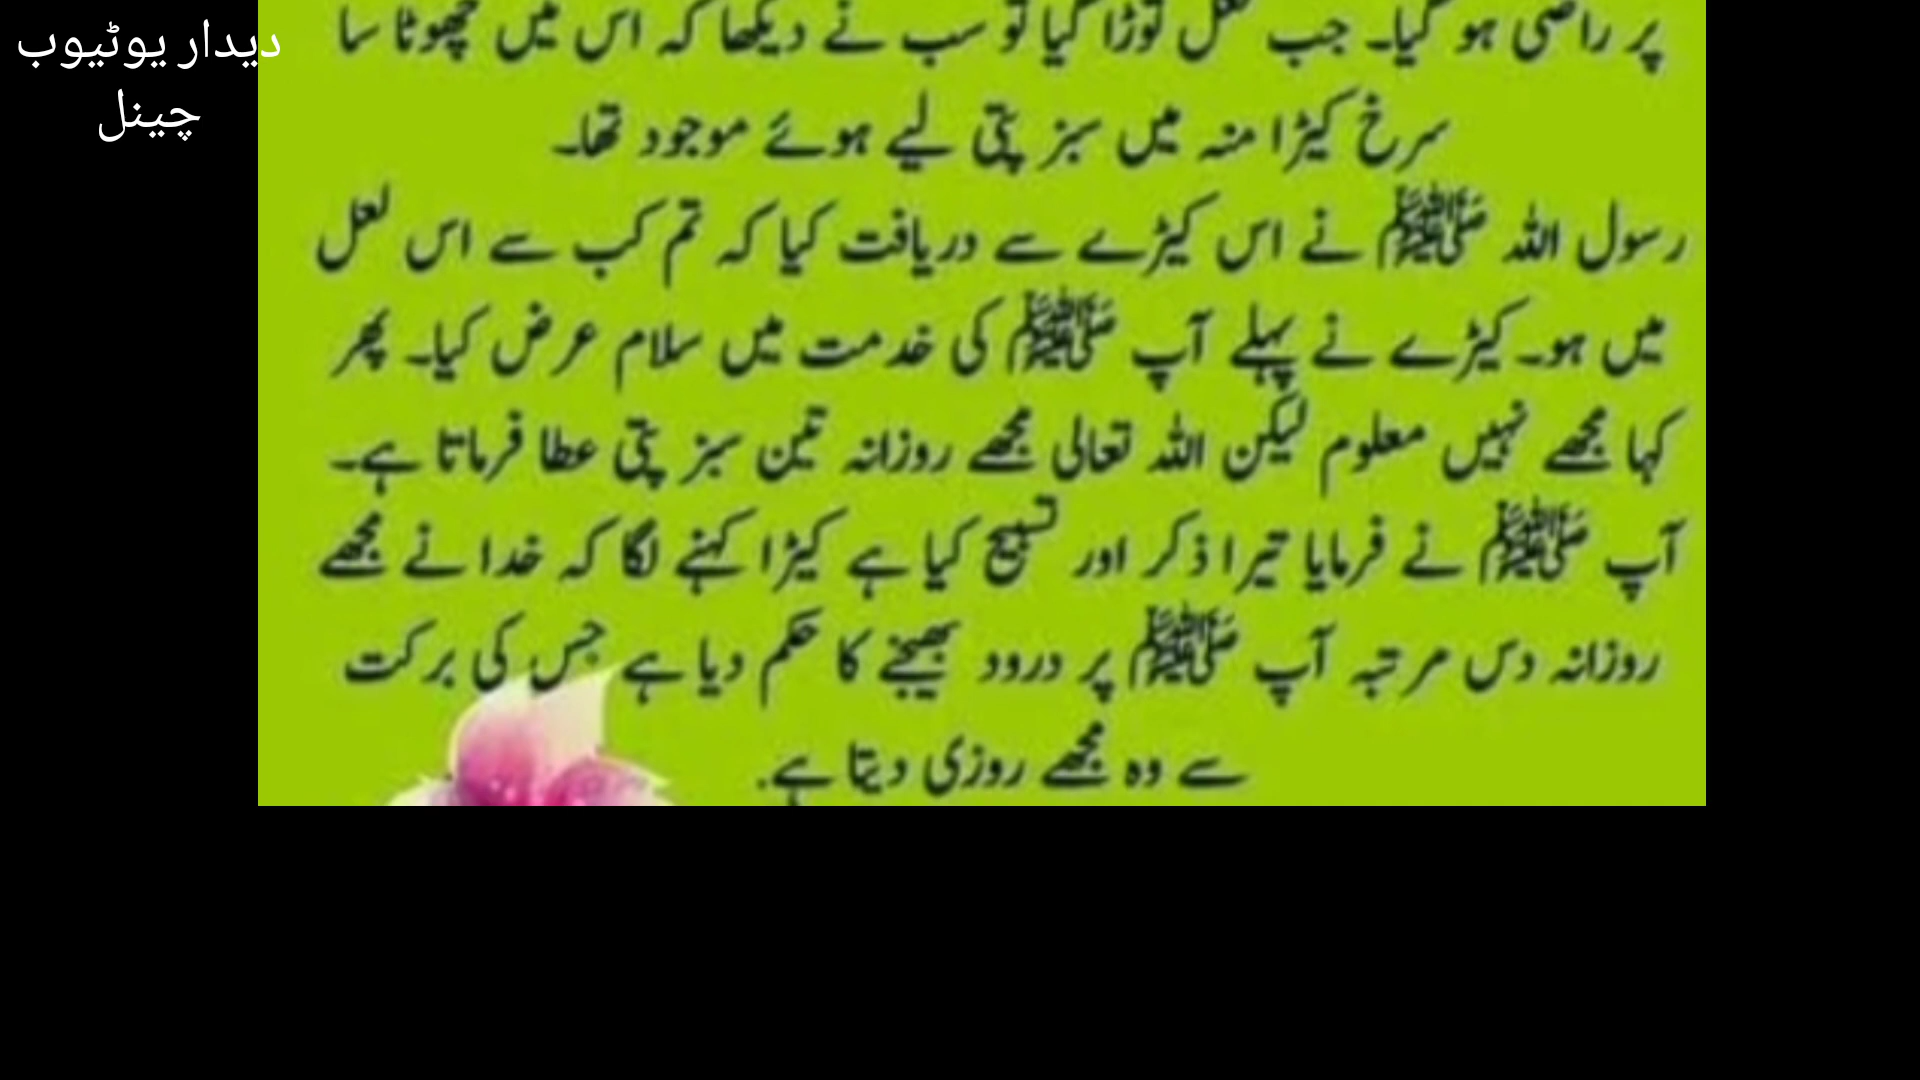 دیدار یوٹیوب
چینل
پر راضی ہو گیا۔ جب لعل توڑا گیا تو سب نے دیکھا کہ اس میں چھوٹا سا
سرخ کیڑا منہ میں سبز پتی لیے ہوئے موجود تھا۔
رسول اللہ ﷺ نے اس کیڑے سے دریافت کیا کہ تم کب سے اس لعل
میں ہو۔ کیڑے نے پہلے آپ ﷺ کی خدمت میں سلام عرض کیا۔ پھر
کہا مجھے نہیں معلوم لیکن اللہ تعالی مجھے روزانہ تین سبز پتی عطا فرماتا ہے۔
آپ ﷺ نے فرمایا تیرا ذکر اور تسبیح کیا ہے کیڑا کہنے لگا کہ خدا نے مجھے
روزانہ دس مرتبہ آپ ﷺ پر درود بھیجنے کا حکم دیا ہے جس کی برکت
سے وہ مجھے روزی دیتا ہے.